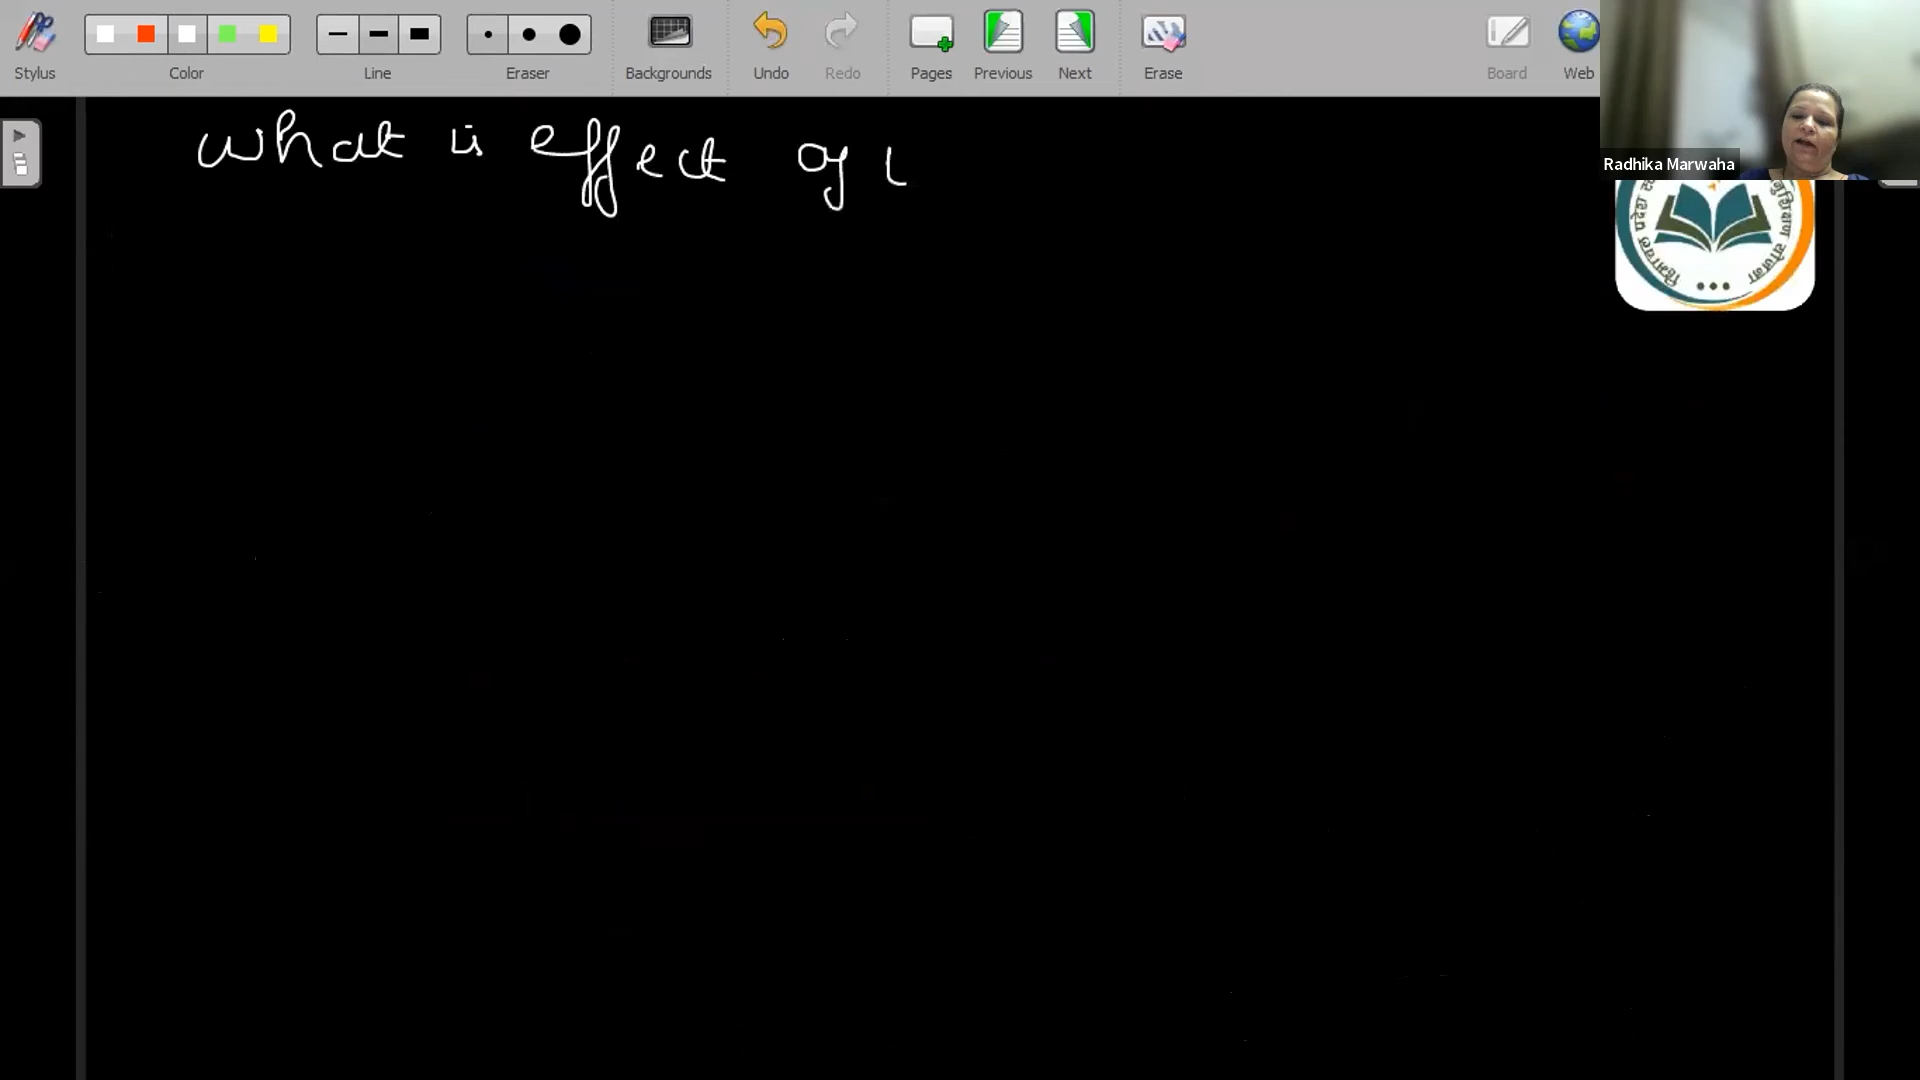 Stylus
Color
Line
Eraser
Backgrounds
Undo
Redo
Pages
Previous
Next
Erase
Board
Web
Radhika Marwaha
What is effect of